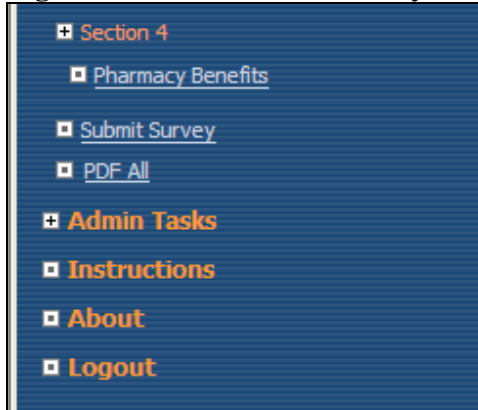 Section 4
Pharmacy Benefits
Submit Survey
PDF All
Admin Tasks
Instructions
About
Logout